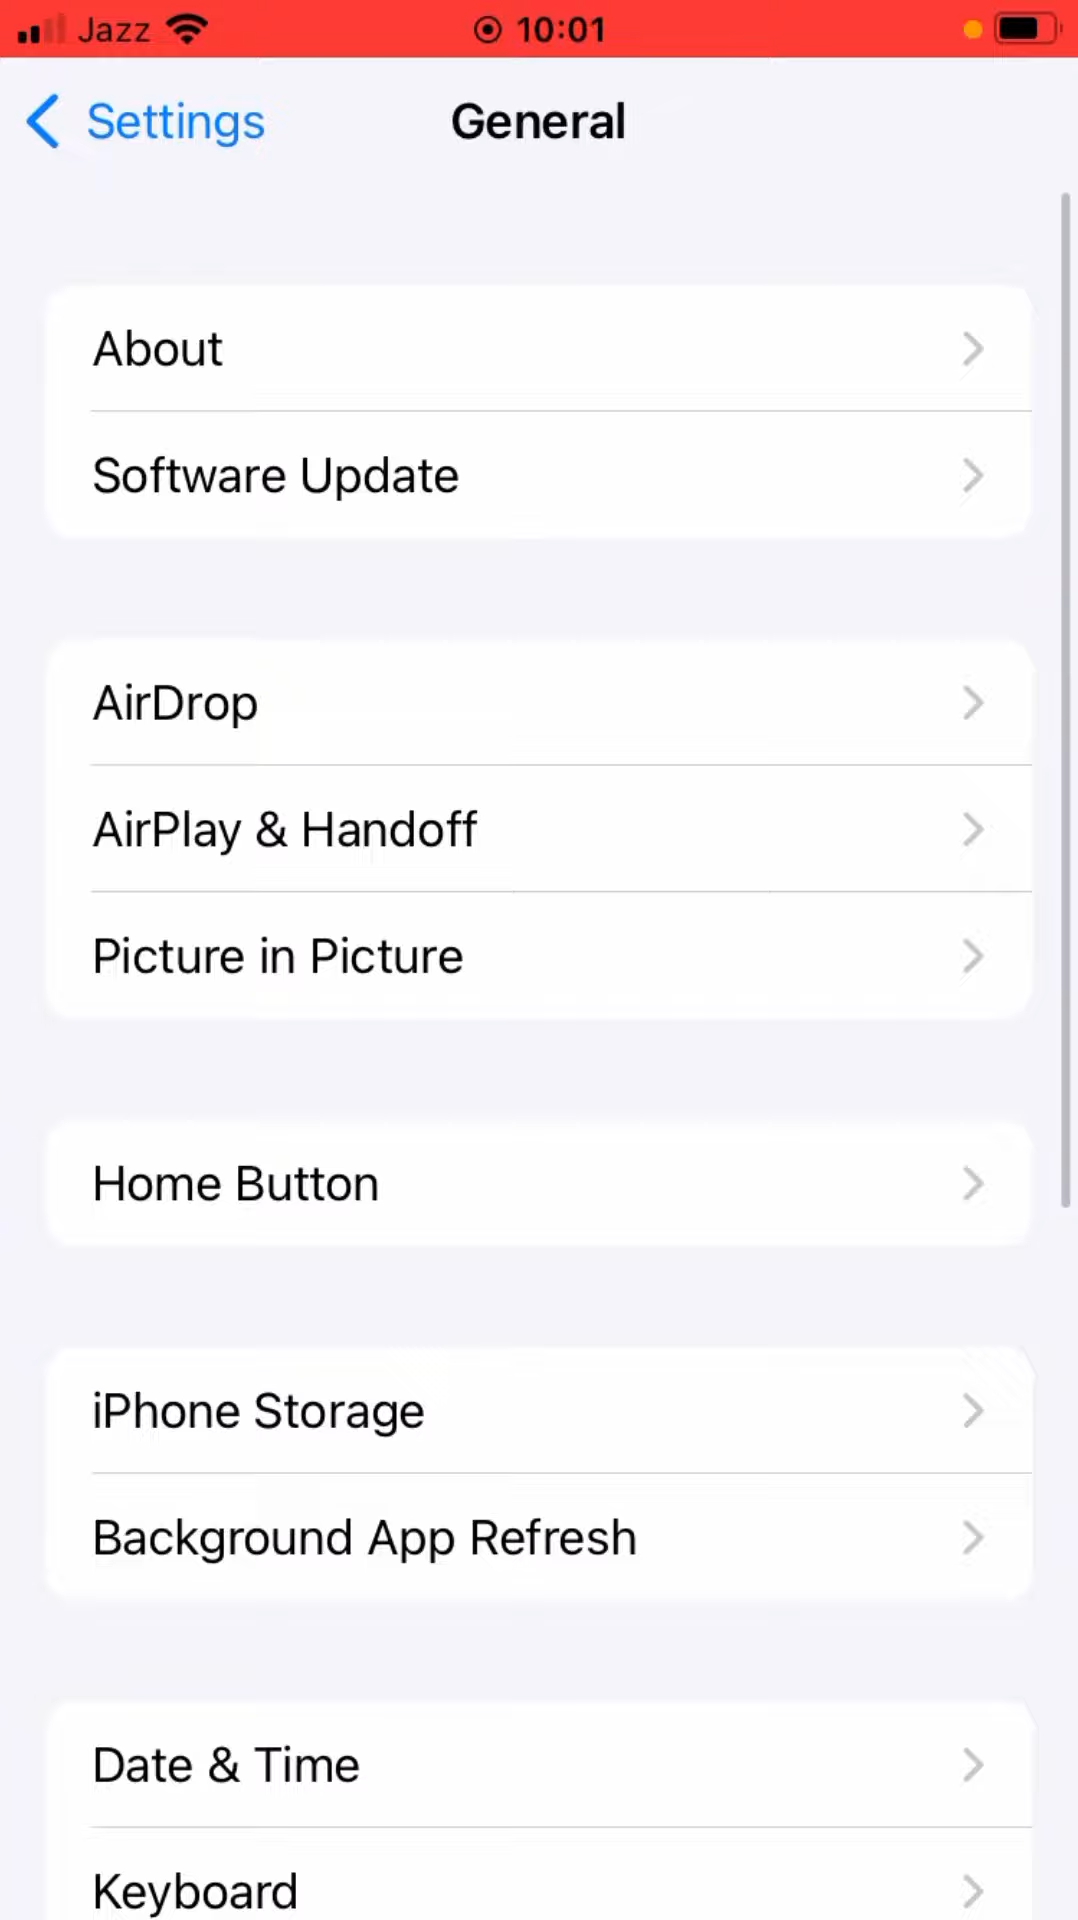 Jazz 10:01
Settings General
About
Software Update
AirDrop
AirPlay & Handoff
Picture in Picture
Home Button
iPhone Storage
Background App Refresh
Date & Time
Keyboard